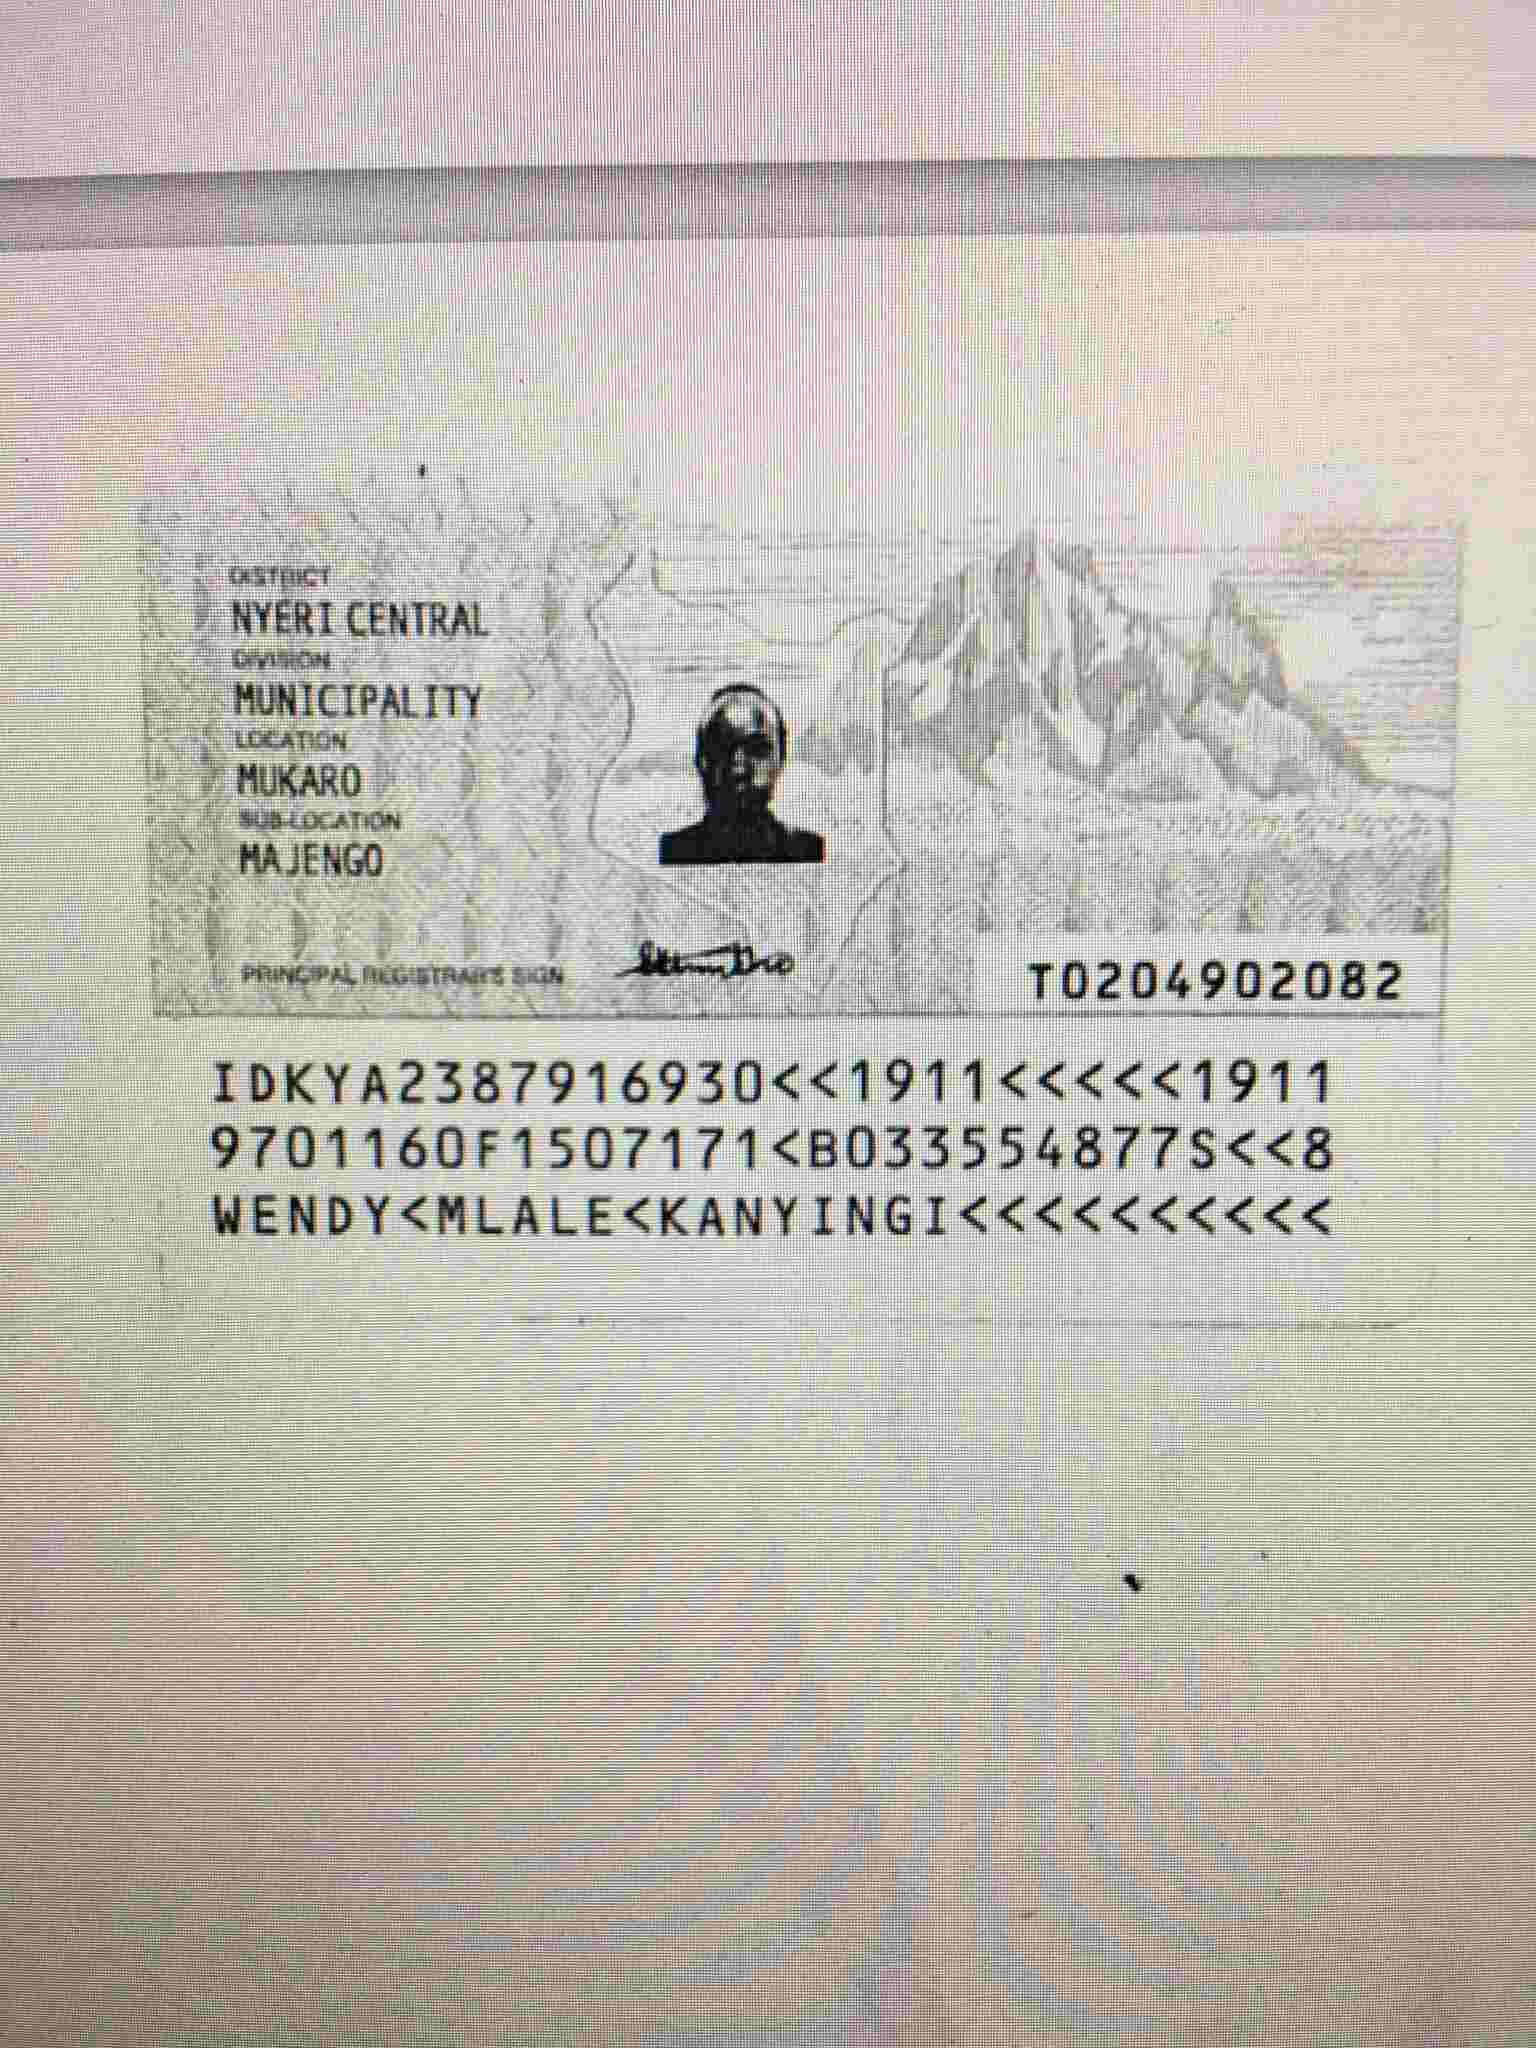 DISTRICT
NYERI CENTRAL
DIVISION
MUNICIPALITY
LOCATION
MUKARO
SUB-LOCATION
MAJENGO
PRINCIPAL REGISTRAR'S SIGN
T0204902082
IDKYA2387916930<<1911<<<<<1911
9701160F1507171<B033554877S<<8
WENDY<MLALE<KANYINGI<<<<<<<<<<